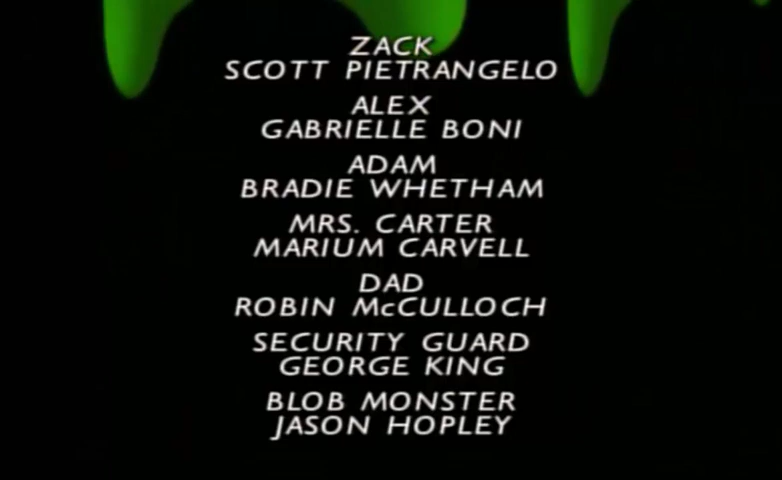 ZACK
SCOTT PIETRANGELO
ALEX
GABRIELLE BONI
ADAM
BRADIE WHETHAM
MRS. CARTER
MARIUM CARVELL
DAD
ROBIN McCULLOCH
SECURITY GUARD
GEORGE KING
BLOB MONSTER
JASON HOPLEY